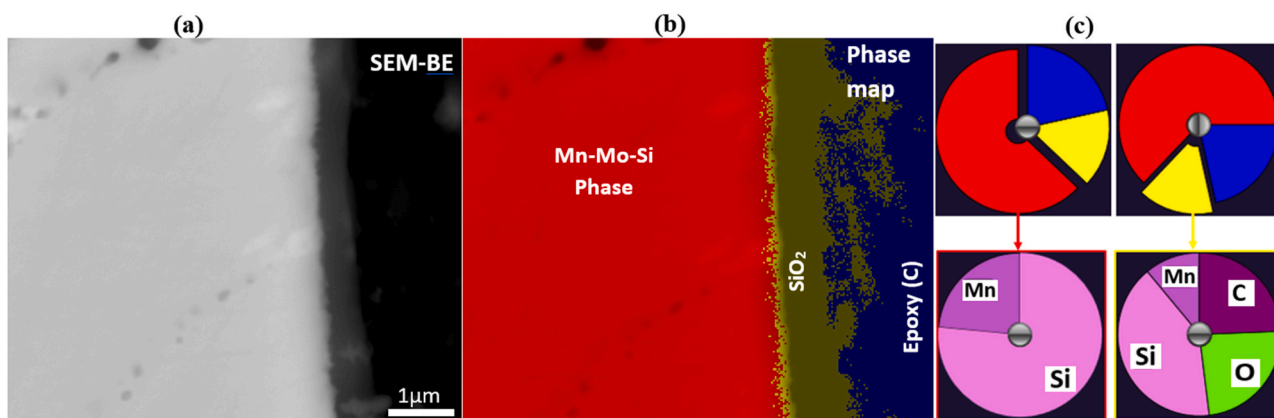 (a)
(b)
(c)
SEM-BE
1µm
Phase
map
Mn-Mo-Si
Phase
SiO₂
Epoxy (C)
Mn
Si
Mn
C
Si
O